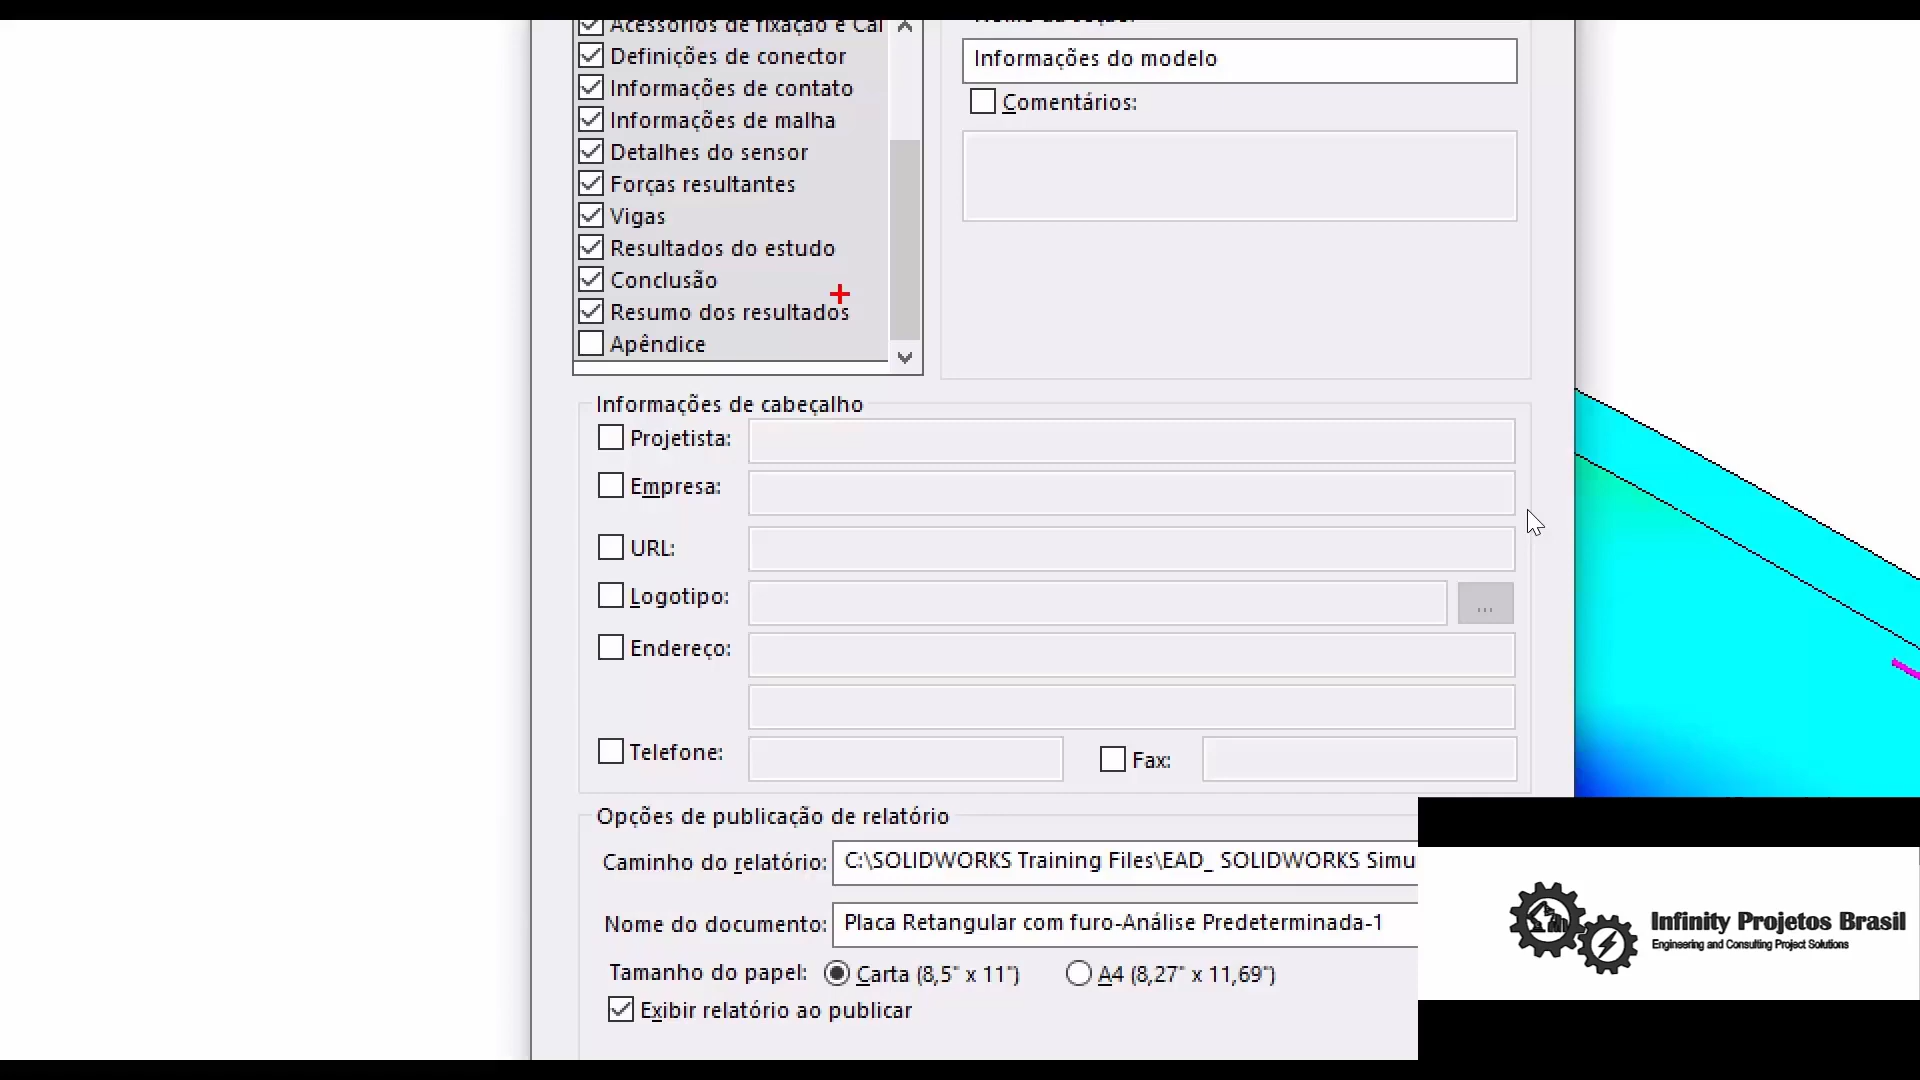 Acessórios de fixação e Car
Definições de conector
Informações de contato
Informações de malha
Detalhes do sensor
Forças resultantes
Vigas
Resultados do estudo
Conclusão
Resumo dos resultados
Apêndice
Informações do modelo
Comentários:
Informações de cabeçalho
Projetista:
Empresa:
URL:
Logotipo:
...
Endereço:
Telefone:
Fax:
Opções de publicação de relatório
Caminho do relatório: C:\SOLIDWORKS Training Files\EAD_ SOLIDWORKS Simu
Nome do documento: Placa Retangular com furo-Análise Predeterminada-1
Tamanho do papel: Carta (8,5" x 11") A4 (8,27" x 11,69")
Exibir relatório ao publicar
Infinity Projetos Brasil
Engineering and Consulting Project Solutions